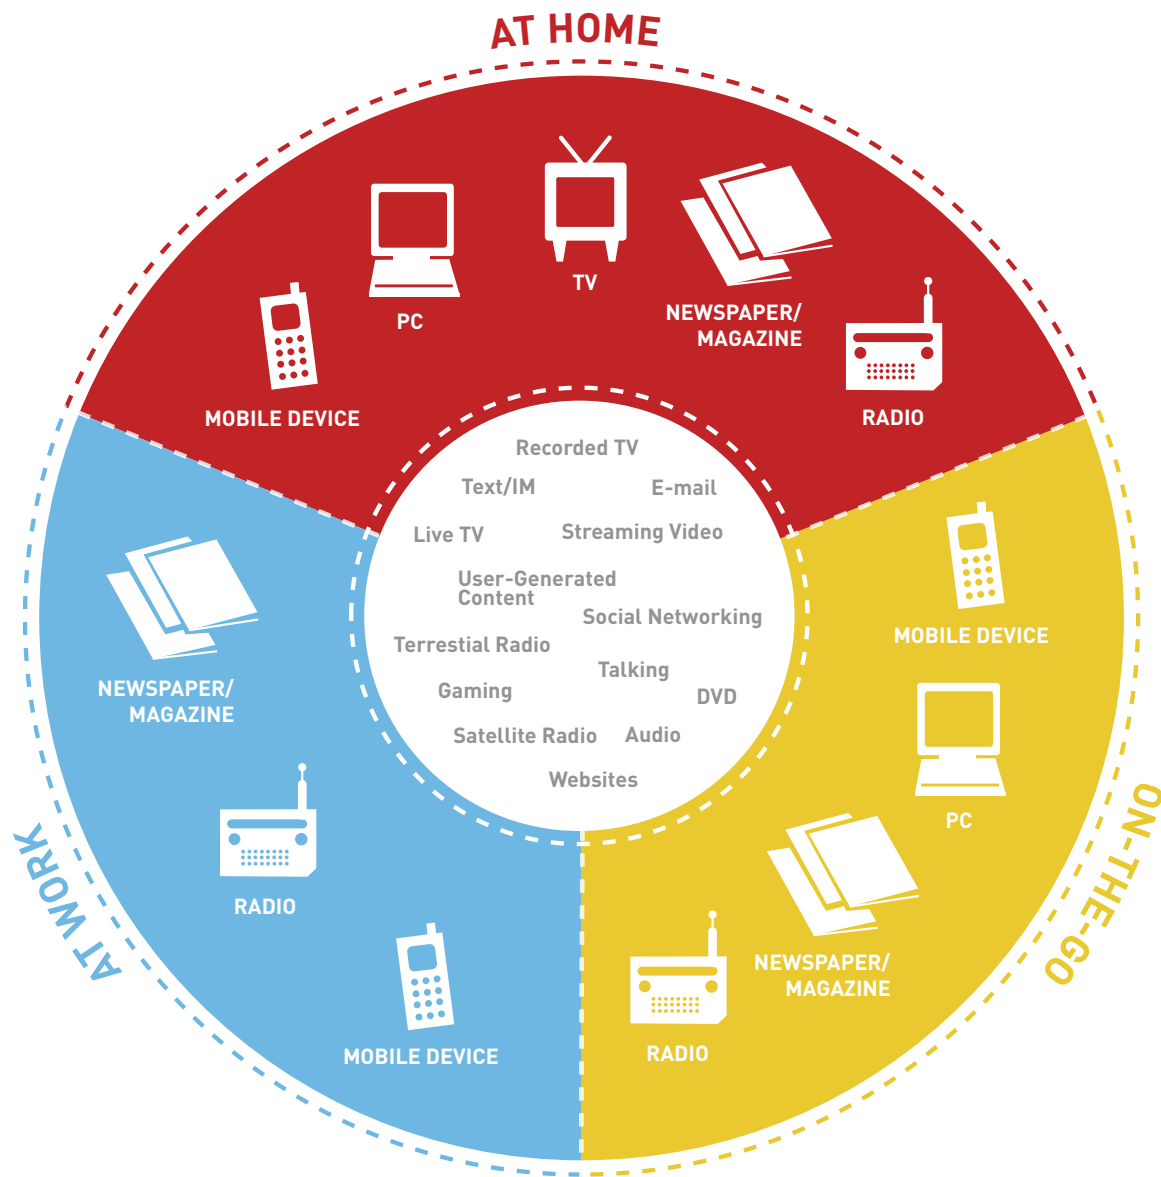 AT HOME
TV
PC
NEWSPAPER/
MAGAZINE
MOBILE DEVICE
RADIO
Recorded TV
Text/IM
E-mail
Live TV
Streaming Video
User-Generated
Content
Social Networking
Terrestial Radio
Talking
Gaming
DVD
Satellite Radio
Audio
Websites
MOBILE DEVICE
PC
NEWSPAPER/
MAGAZINE
RADIO
ON-THE-GO
NEWSPAPER/
MAGAZINE
RADIO
MOBILE DEVICE
AT WORK